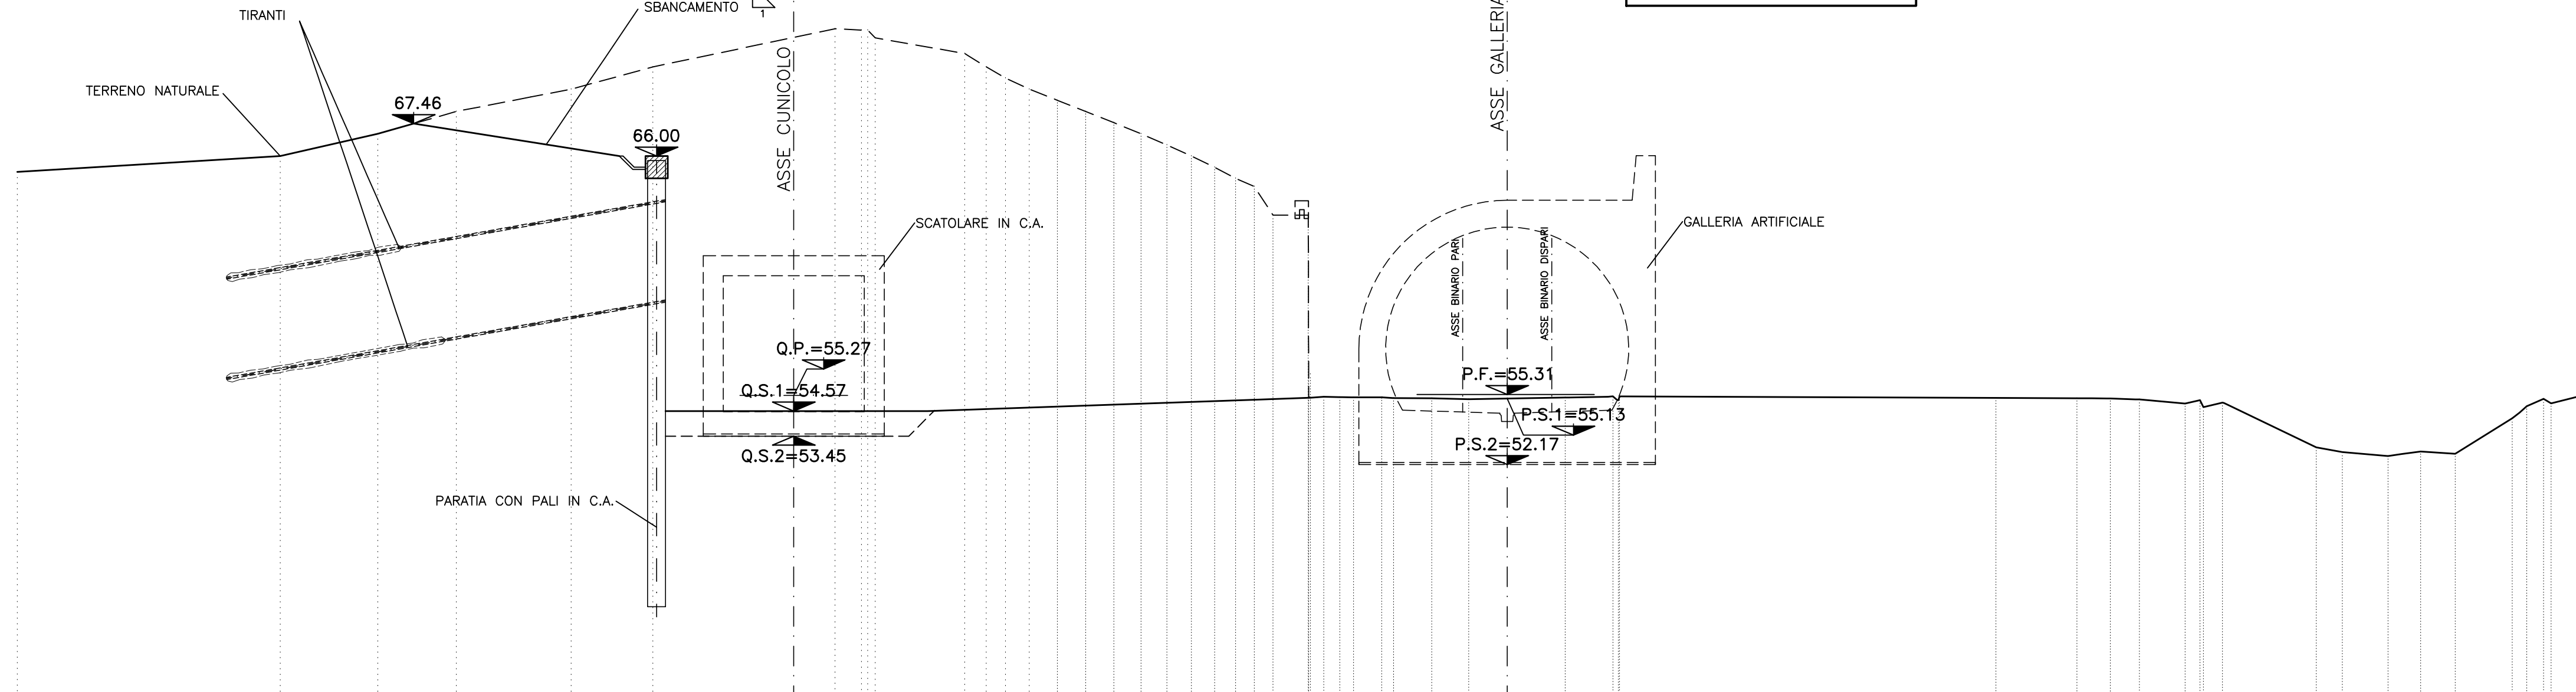 SBANCAMENTO
1
TIRANTI
TERRENO NATURALE
67.46
66.00
ASSE CUNICOLO
ASSE GALLERIA
SCATOLARE IN C.A.
GALLERIA ARTIFICIALE
ASSE BINARIO PARI
ASSE BINARIO DISPARI
Q.P.=55.27
Q.S.1=54.57
P.F.=55.31
P.S.1=55.13
P.S.2=52.17
Q.S.2=53.45
PARATIA CON PALI IN C.A.